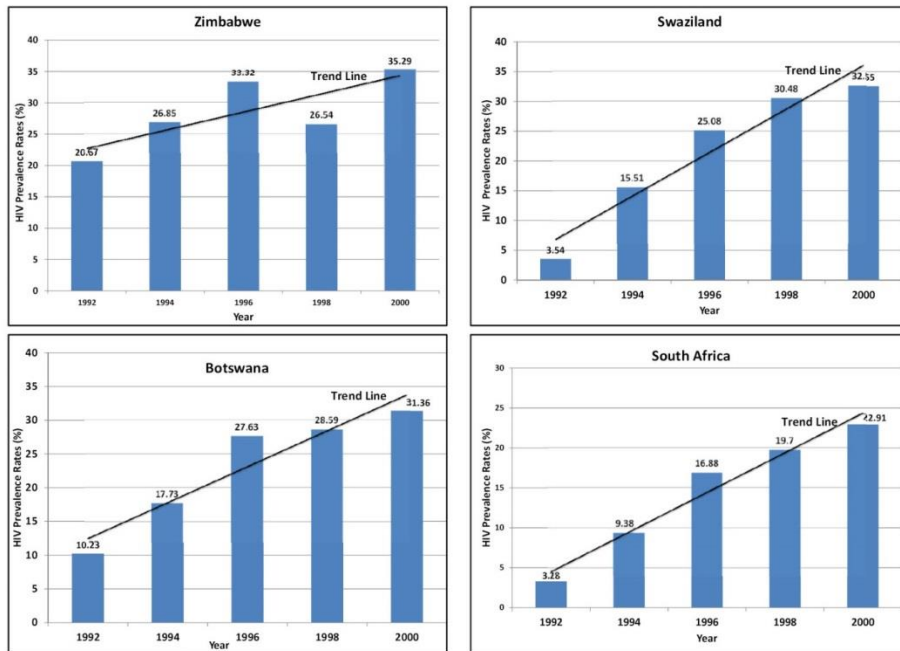 Zimbabwe
40
35
30
25
20
15
10
5
0
HIV Prevalence Rates (%)
20.67
26.85
33.32
26.54
35.29
Trend Line
1992 1994 1996 1998 2000
Year
Swaziland
40
35
30
25
20
15
10
5
0
HIV Prevalence Rates (%)
3.54
15.51
25.08
30.48
32.55
Trend Line
1992 1994 1996 1998 2000
Year
Botswana
40
35
30
25
20
15
10
5
0
HIV Prevalence Rates (%)
10.23
17.73
27.63
28.59
31.36
Trend Line
1992 1994 1996 1998 2000
Year
South Africa
30
25
20
15
10
5
0
HIV Prevalence Rates (%)
3.28
9.38
16.88
19.7
22.91
Trend Line
1992 1994 1996 1998 2000
Year